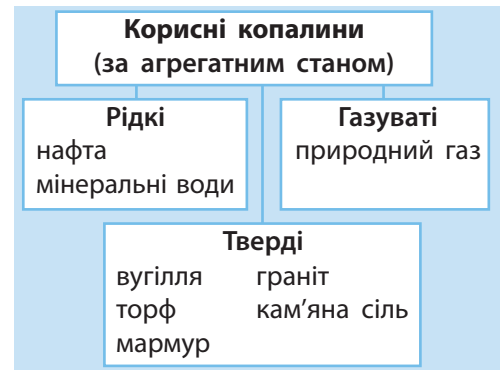 Корисні копалини
(за агрегатним станом)
Рідкі
нафта
мінеральні води
Газуваті
природний газ
Тверді
вугілля граніт
торф кам’яна сіль
мармур